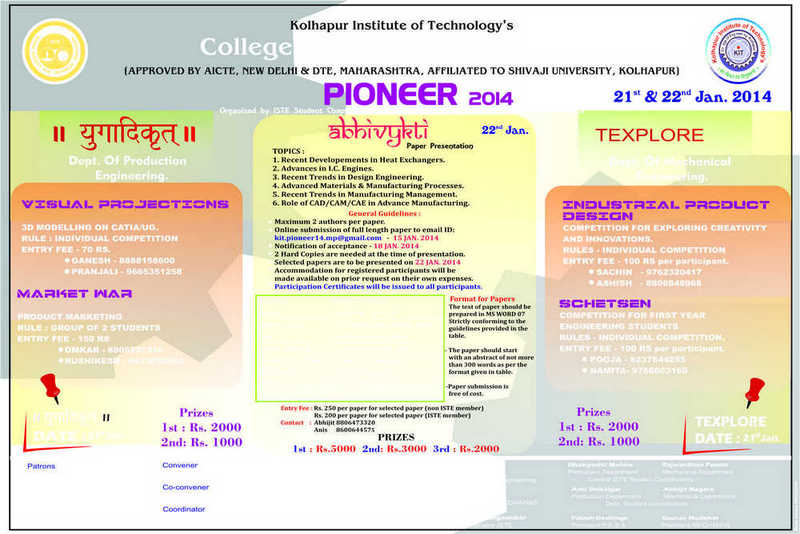 Kolhapur Institute of Technology's
College
(APPROVED BY AICTE, NEW DELHI & DTE, MAHARASHTRA, AFFILIATED TO SHIVAJI UNIVERSITY, KOLHAPUR)
PIONEER 2014
21st & 22nd Jan. 2014
Organized by ISTE Student
॥ युगादिकृत् ॥
Dept. Of Production
Engineering.
VISUAL PROJECTIONS
3D MODELLING ON CATIA/UG.
RULE : INDIVIDUAL COMPETITION
ENTRY FEE - 70 RS.
GANESH - 8888158600
PRANJALI - 9665351258
MARKET WAR
PRODUCT MARKETING
RULE : GROUP OF 2 STUDENTS
ENTRY FEE - 150 RS
OMKAR
RUSHIKESH
॥
DATE
Prizes
1st : Rs. 2000
2nd: Rs. 1000
abhivykti
22nd Jan.
Paper Presentation
TOPICS :
1. Recent Developements in Heat Exchangers.
2. Advances in I.C. Engines.
3. Recent Trends in Design Engineering.
4. Advanced Materials & Manufacturing Processes.
5. Recent Trends in Manufacturing Management.
6. Role of CAD/CAM/CAE in Advance Manufacturing.
General Guidelines :
Maximum 2 authors per paper.
Online submission of full length paper to email ID:
kit.pioneer14.mp@gmail.com - 15 JAN. 2014
Notification of acceptance - 18 JAN. 2014
2 Hard Copies are needed at the time of presentation.
Selected papers are to be presented on 22 JAN. 2014
Accommodation for registered participants will be
made available on prior request on their own expenses.
Participation Certificates will be issued to all participants.
Format for Papers
The text of paper should be
prepared in MS WORD 07
Strictly conforming to the
guidelines provided in the
table.
- The paper should start
with an abstract of not more
than 300 words as per the
format given in table.
-Paper submission is
free of cost.
Entry Fee : Rs. 250 per paper for selected paper (non ISTE member)
Rs. 200 per paper for selected paper (ISTE member)
Contact : Abhijit 8806473320
Anis 8600644575
PRIZES
1st : Rs.5000 2nd: Rs.3000 3rd : Rs.2000
TEXPLORE
Dept. Of Mechanical
Engineering.
INDUSTRIAL PRODUCT
DESIGN
COMPETITION FOR EXPLORING CREATIVITY
AND INNOVATIONS.
RULES - INDIVIDUAL COMPETITION
ENTRY FEE - 100 RS per participant.
SACHIN - 9762320417
ASHISH - 8806848968
SCHETSEN
COMPETITION FOR FIRST YEAR
ENGINEERING STUDENTS
RULES - INDIVIDUAL COMPETITION.
ENTRY FEE - 100 RS per participant.
POOJA - 8237644255
NAMITA- 9766003160
Prizes
1st : Rs. 2000
2nd: Rs. 1000
TEXPLORE
DATE : 21st Jan.
Patrons
Convener
Co-convener
Coordinator